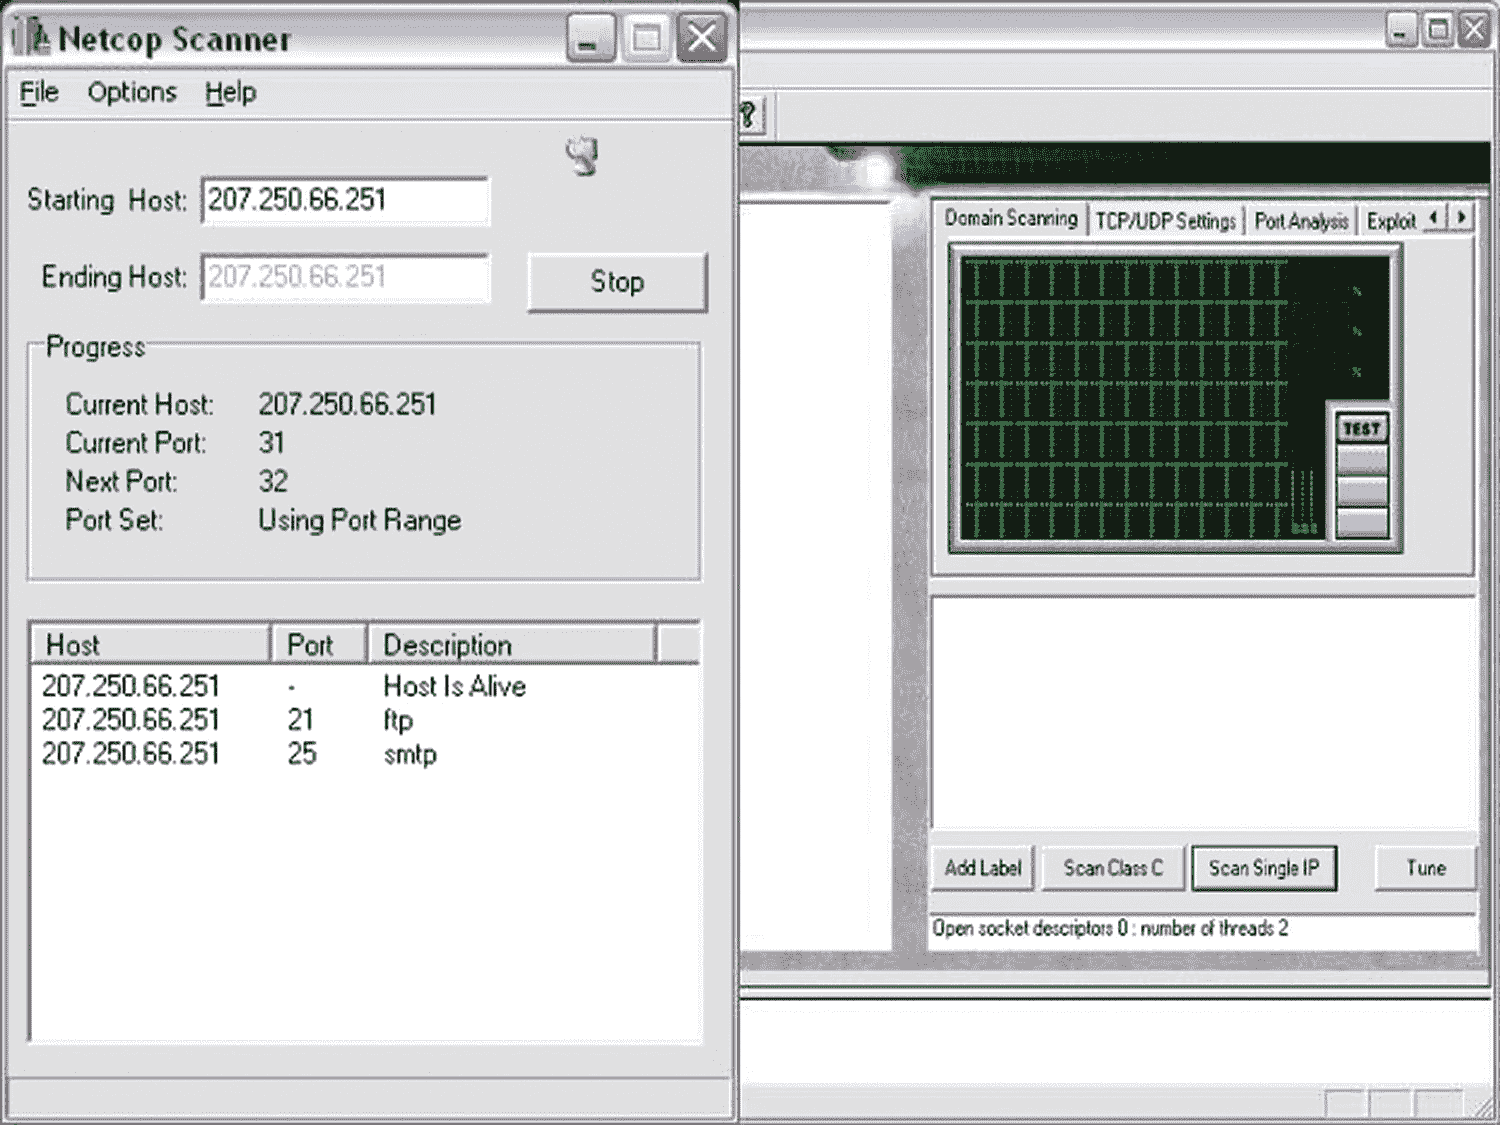 Netcop Scanner
File Options Help
Starting Host: 207.250.66.251
Ending Host: 207.250.66.251
Stop
Progress
Current Host: 207.250.66.251
Current Port: 31
Next Port: 32
Port Set: Using Port Range
Host Port Description
207.250.66.251 - Host Is Alive
207.250.66.251 21 ftp
207.250.66.251 25 smtp
?
Domain Scanning TCP/UDP Settings Port Analysis Exploit
TEST
Add Label Scan Class C Scan Single IP Tune
Open socket descriptors 0 : number of threads 2